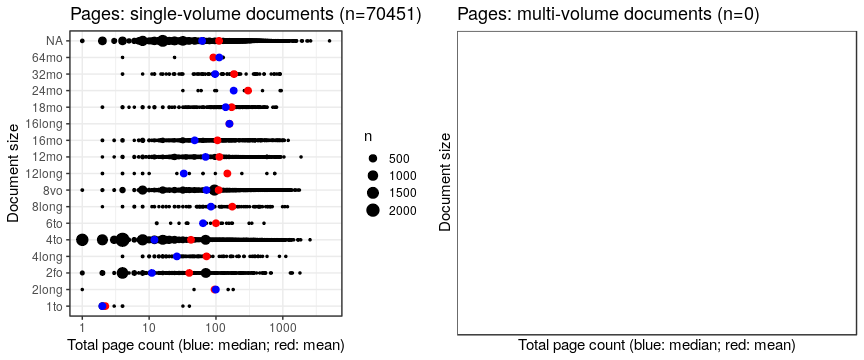 Pages: single-volume documents (n=70451)
Document size
NA
64mo
32mo
24mo
18mo
16long
16mo
12mo
12long
8vo
8long
6to
4to
4long
2fo
2long
1to
1 10 100 1000
Total page count (blue: median; red: mean)
n
500
1000
1500
2000
Pages: multi-volume documents (n=0)
Document size
Total page count (blue: median; red: mean)